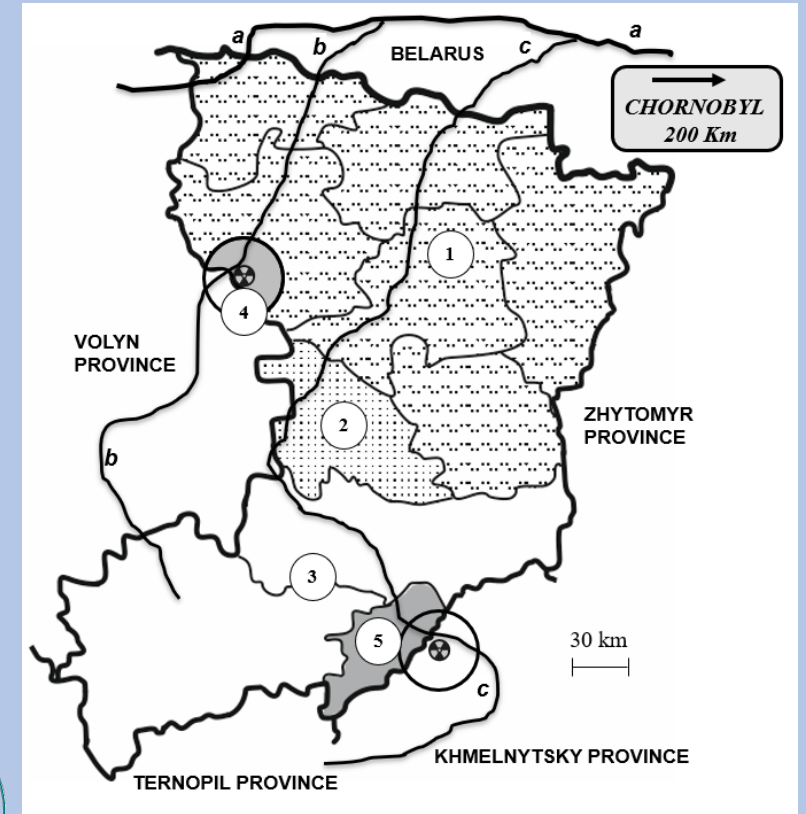 a
a
b
c
BELARUS
CHORNOBYL
200 Km
1
4
VOLYN
PROVINCE
2
ZHYTOMYR
PROVINCE
b
3
5
30 km
c
KHMELNYTSKY PROVINCE
TERNOPIL PROVINCE